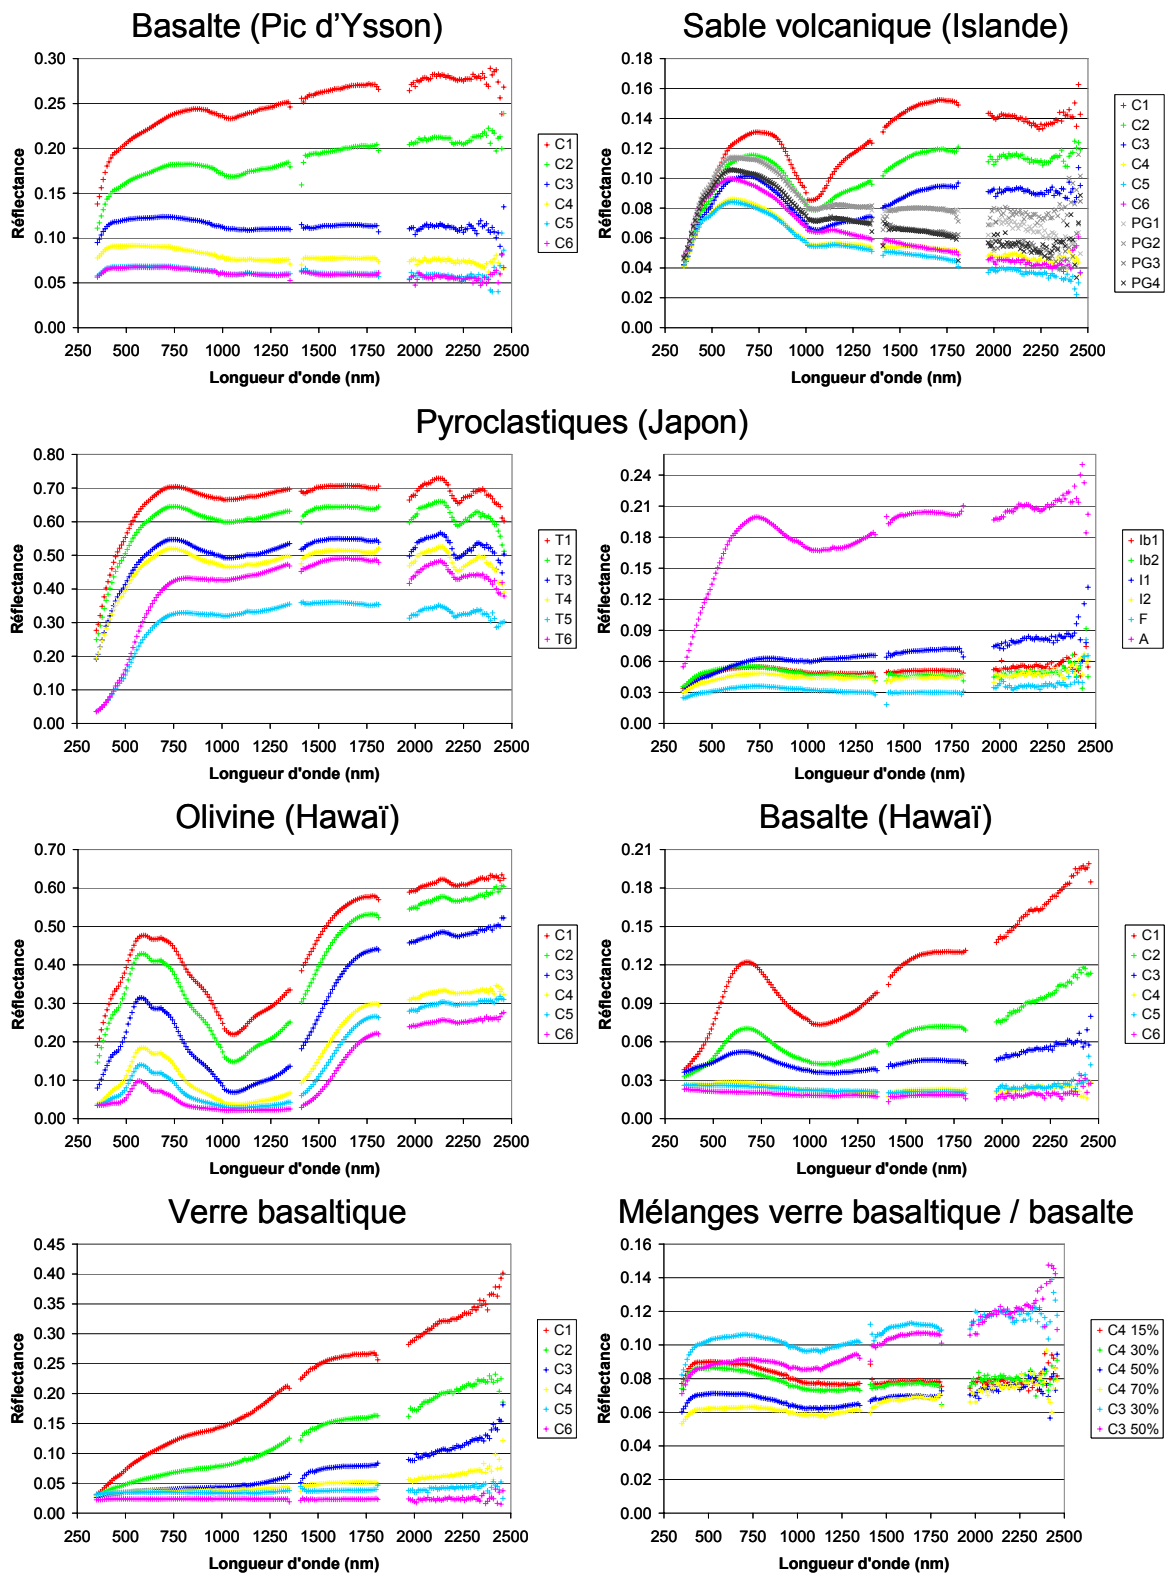 Basalte (Pic d'Ysson)
Réflectance
0.30
0.25
0.20
0.15
0.10
0.05
0.00
250 500 750 1000 1250 1500 1750 2000 2250 2500
Longueur d'onde (nm)
C1
C2
C3
C4
C5
C6
Sable volcanique (Islande)
Réflectance
0.18
0.16
0.14
0.12
0.10
0.08
0.06
0.04
0.02
0.00
250 500 750 1000 1250 1500 1750 2000 2250 2500
Longueur d'onde (nm)
C1
C2
C3
C4
C5
C6
PG1
PG2
PG3
PG4
Pyroclastiques (Japon)
Réflectance
0.80
0.70
0.60
0.50
0.40
0.30
0.20
0.10
0.00
250 500 750 1000 1250 1500 1750 2000 2250 2500
Longueur d'onde (nm)
T1
T2
T3
T4
T5
T6
Réflectance
0.24
0.21
0.18
0.15
0.12
0.09
0.06
0.03
0.00
250 500 750 1000 1250 1500 1750 2000 2250 2500
Longueur d'onde (nm)
Ib1
Ib2
I1
I2
F
A
Olivine (Hawaï)
Réflectance
0.70
0.60
0.50
0.40
0.30
0.20
0.10
0.00
250 500 750 1000 1250 1500 1750 2000 2250 2500
Longueur d'onde (nm)
C1
C2
C3
C4
C5
C6
Basalte (Hawaï)
Réflectance
0.21
0.18
0.15
0.12
0.09
0.06
0.03
0.00
250 500 750 1000 1250 1500 1750 2000 2250 2500
Longueur d'onde (nm)
C1
C2
C3
C4
C5
C6
Verre basaltique
Réflectance
0.45
0.40
0.35
0.30
0.25
0.20
0.15
0.10
0.05
0.00
250 500 750 1000 1250 1500 1750 2000 2250 2500
Longueur d'onde (nm)
C1
C2
C3
C4
C5
C6
Mélanges verre basaltique / basalte
Réflectance
0.16
0.14
0.12
0.10
0.08
0.06
0.04
0.02
0.00
250 500 750 1000 1250 1500 1750 2000 2250 2500
Longueur d'onde (nm)
C4 15%
C4 30%
C4 50%
C4 70%
C3 30%
C3 50%